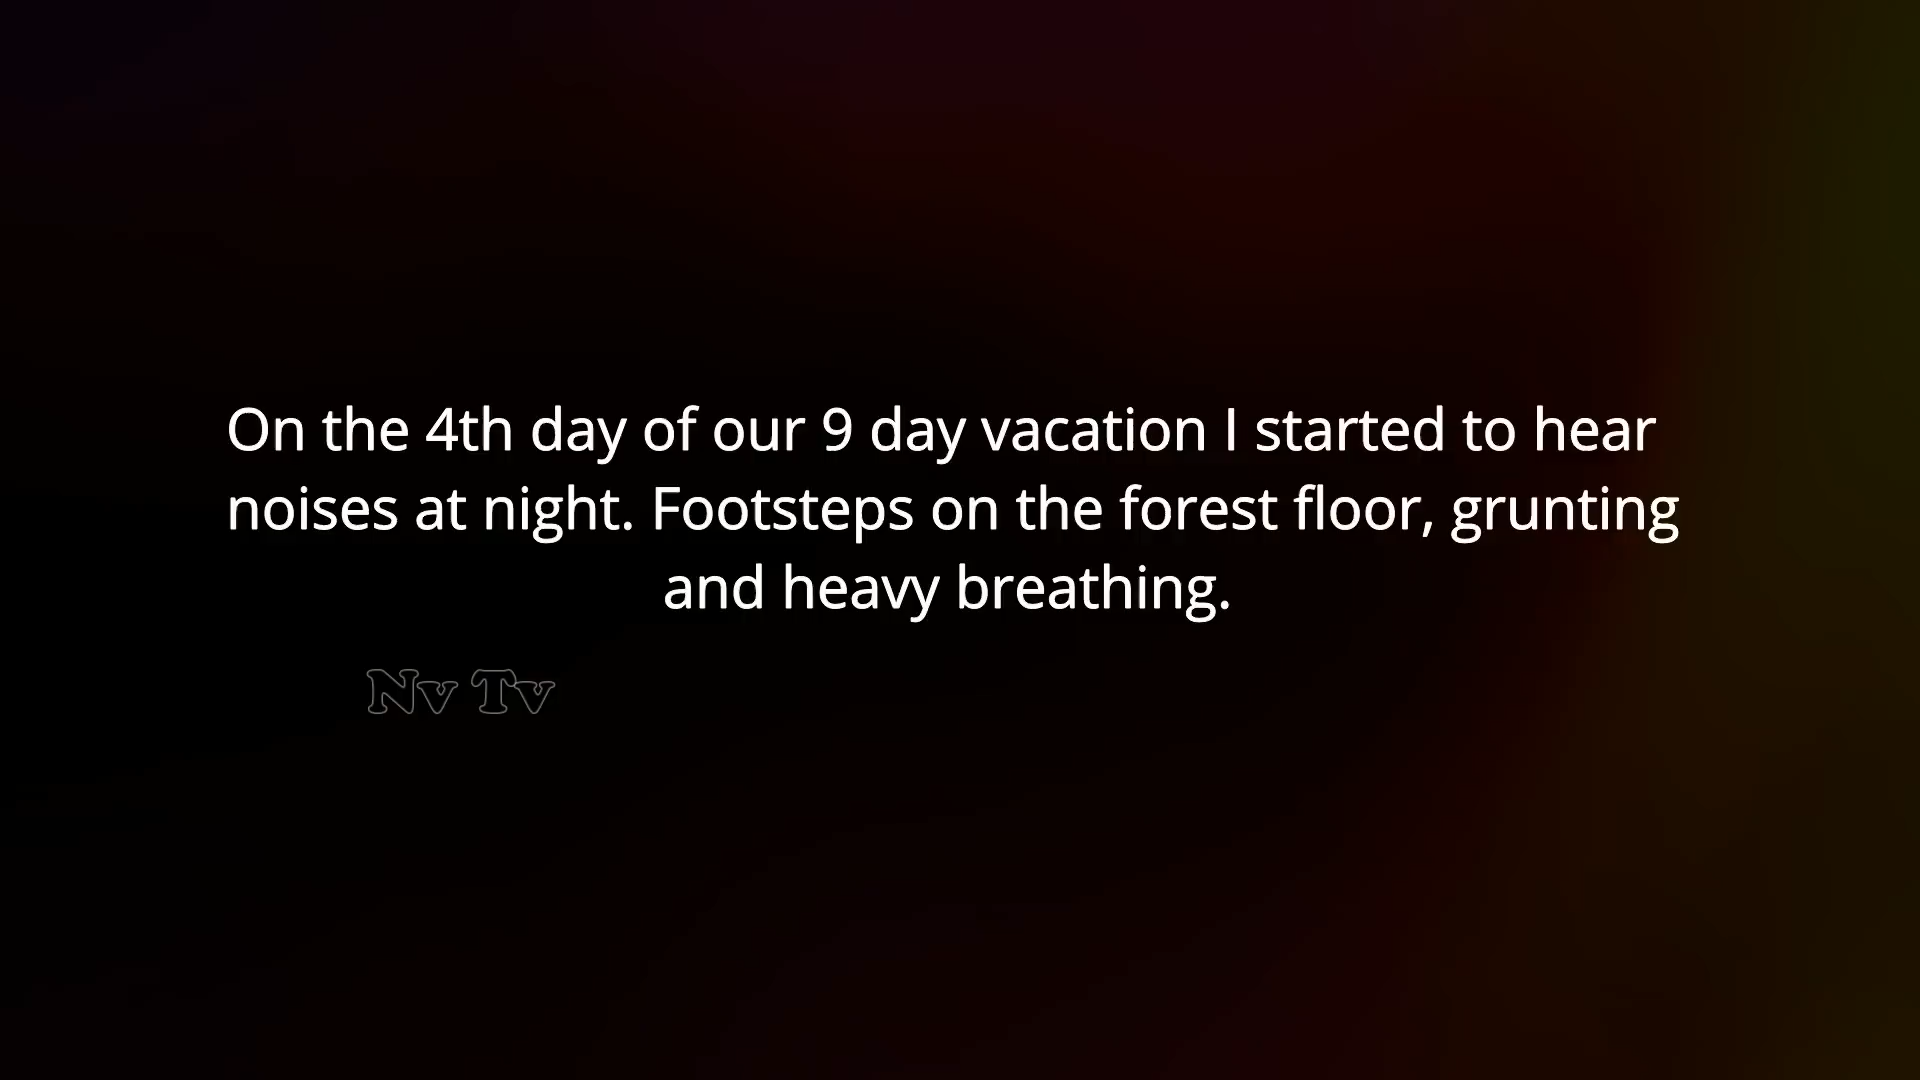 On the 4th day of our 9 day vacation I started to hear
noises at night. Footsteps on the forest floor, grunting
and heavy breathing.
Nv Tv